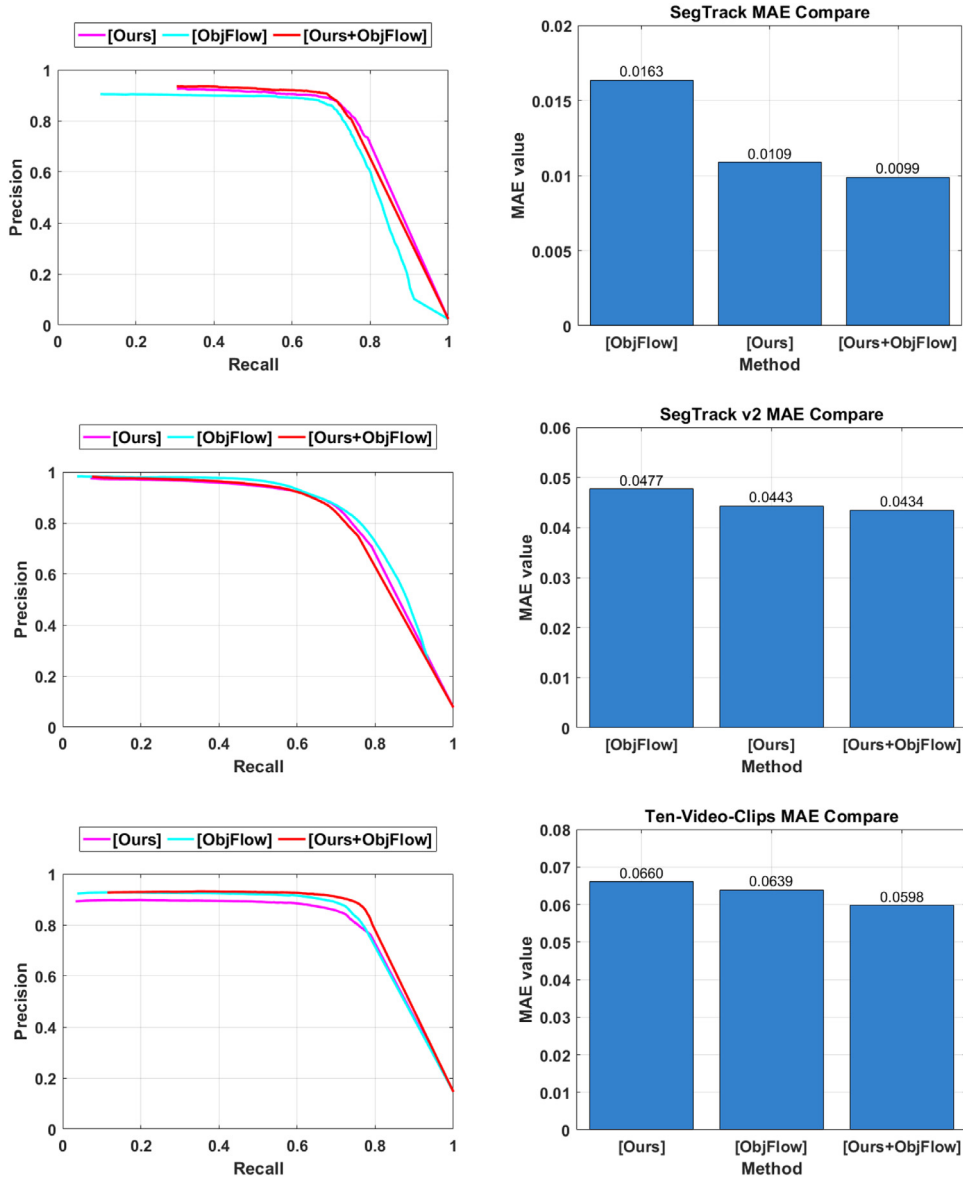 [Ours] [ObjFlow] [Ours+ObjFlow]
1
0.8
0.6
0.4
0.2
0
Precision
0 0.2 0.4 0.6 0.8 1
Recall
SegTrack MAE Compare
0.02
0.015
0.01
0.005
0
MAE value
0.0163
0.0109
0.0099
[ObjFlow] [Ours] [Ours+ObjFlow]
Method
[Ours] [ObjFlow] [Ours+ObjFlow]
1
0.8
0.6
0.4
0.2
0
Precision
0 0.2 0.4 0.6 0.8 1
Recall
SegTrack v2 MAE Compare
0.06
0.05
0.04
0.03
0.02
0.01
0
MAE value
0.0477
0.0443
0.0434
[ObjFlow] [Ours] [Ours+ObjFlow]
Method
[Ours] [ObjFlow] [Ours+ObjFlow]
1
0.8
0.6
0.4
0.2
0
Precision
0 0.2 0.4 0.6 0.8 1
Recall
Ten-Video-Clips MAE Compare
0.08
0.07
0.06
0.05
0.04
0.03
0.02
0.01
0
MAE value
0.0660
0.0639
0.0598
[Ours] [ObjFlow] [Ours+ObjFlow]
Method